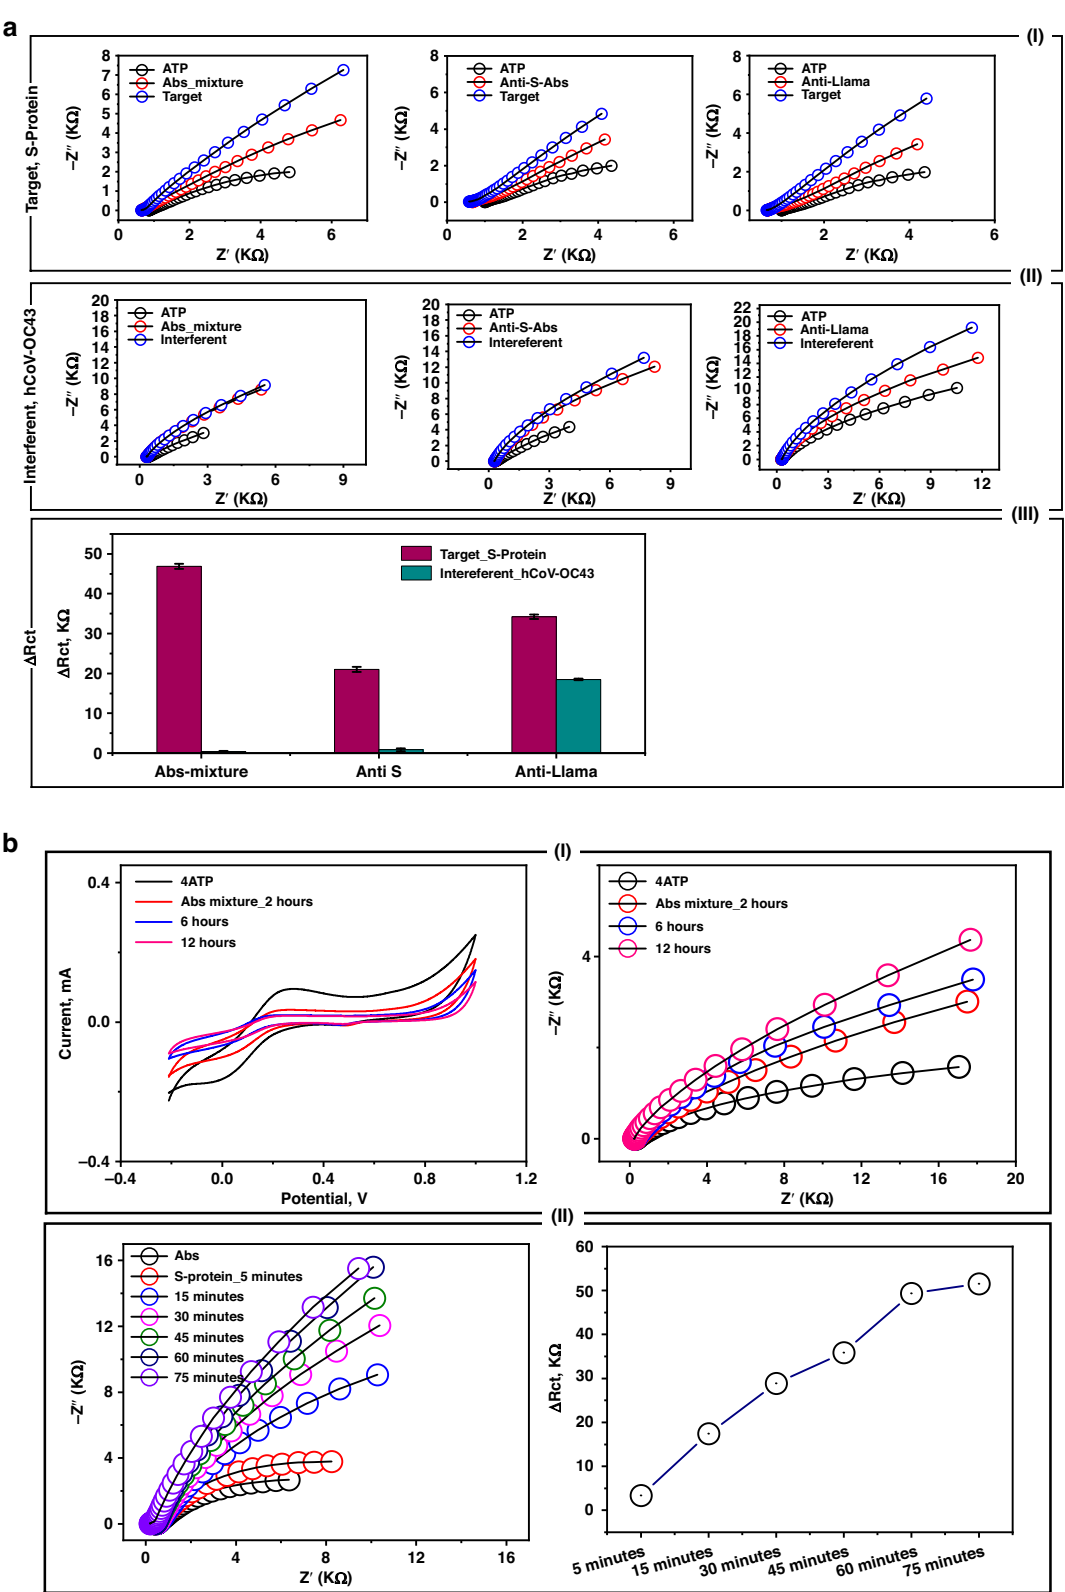 a
(I)
Target, S-Protein
ATP
Abs_mixture
Target
8
7
6
5
4
3
2
1
0
−Z″ (KΩ)
0 2 4 6
Z′ (KΩ)
ATP
Anti-S-Abs
Target
8
6
4
2
0
−Z″ (KΩ)
0 2 4 6
Z′ (KΩ)
ATP
Anti-Llama
Target
8
6
4
2
0
−Z″ (KΩ)
2 4 6
Z′ (KΩ)
(II)
Interferent, hCoV-OC43
ATP
Abs_mixture
Interferent
20
18
16
14
12
10
8
6
4
2
0
−Z″ (KΩ)
0 3 6 9
Z′ (KΩ)
ATP
Anti-S-Abs
Intereferent
20
18
16
14
12
10
8
6
4
2
0
−Z″ (KΩ)
0 3 6 9
Z′ (KΩ)
ATP
Anti-Llama
Intereferent
22
20
18
16
14
12
10
8
6
4
2
0
−Z″ (KΩ)
0 3 6 9 12
Z′ (KΩ)
(III)
ΔRct
Target_S-Protein
Intereferent_hCoV-OC43
50
40
30
20
10
0
ΔRct, KΩ
Abs-mixture Anti S Anti-Llama
b
(I)
4ATP
Abs mixture_2 hours
6 hours
12 hours
0.4
0.0
−0.4
Current, mA
−0.4 0.0 0.4 0.8 1.2
Potential, V
4ATP
Abs mixture_2 hours
6 hours
12 hours
4
0
−Z″ (KΩ)
0 4 8 12 16 20
Z′ (KΩ)
(II)
Abs
S-protein_5 minutes
15 minutes
30 minutes
45 minutes
60 minutes
75 minutes
16
12
8
4
0
−Z″ (KΩ)
0 4 8 12 16
Z′ (KΩ)
60
50
40
30
20
10
0
ΔRct, KΩ
5 minutes 15 minutes 30 minutes 45 minutes 60 minutes 75 minutes